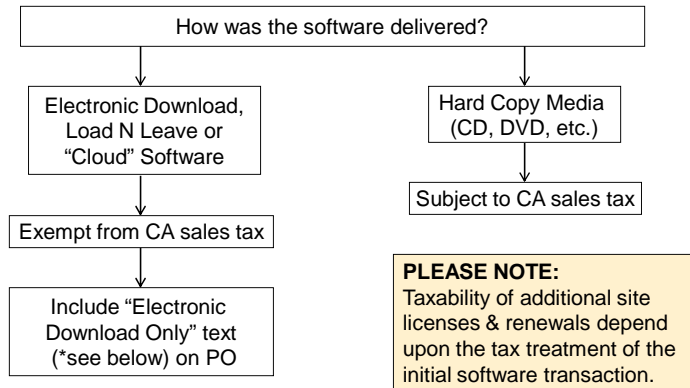 How was the software delivered?
Electronic Download,
Load N Leave or
“Cloud” Software
Exempt from CA sales tax
Include “Electronic
Download Only” text
(*see below) on PO
Hard Copy Media
(CD, DVD, etc.)
Subject to CA sales tax
PLEASE NOTE:
Taxability of additional site
licenses & renewals depend
upon the tax treatment of the
initial software transaction.